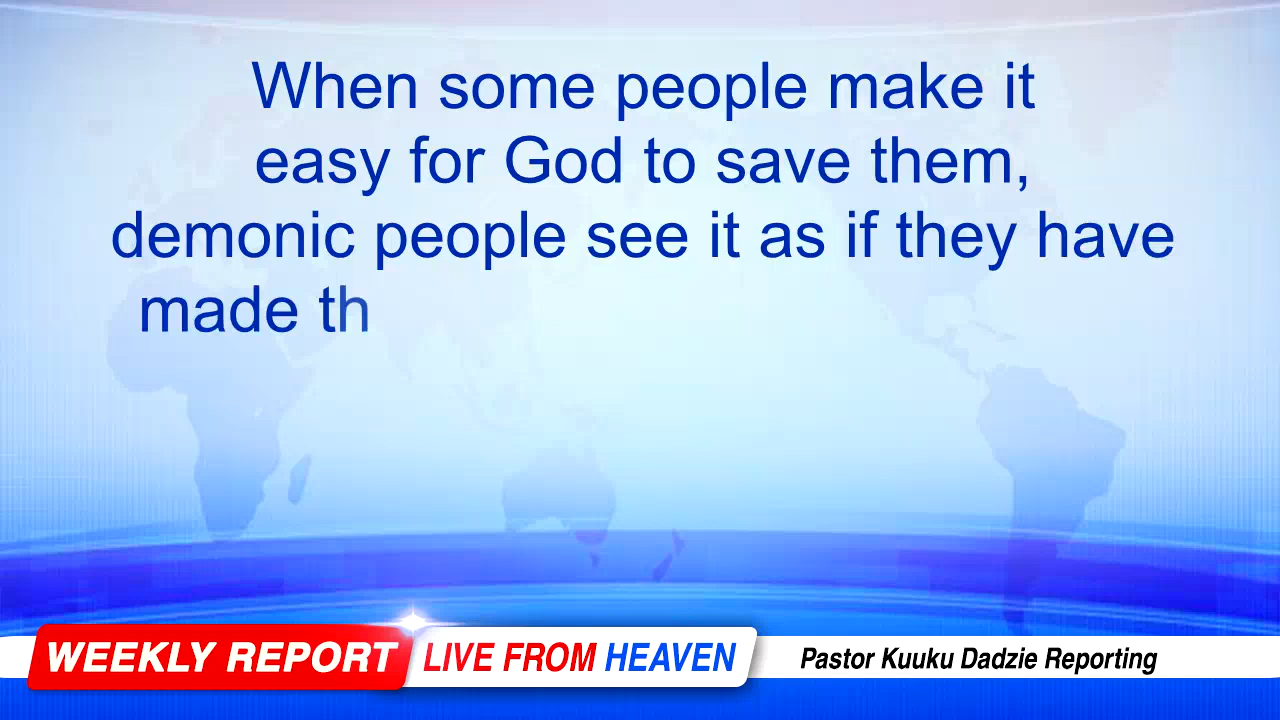 When some people make it
easy for God to save them,
demonic people see it as if they have
made th
WEEKLY REPORT LIVE FROM HEAVEN Pastor Kuuku Dadzie Reporting